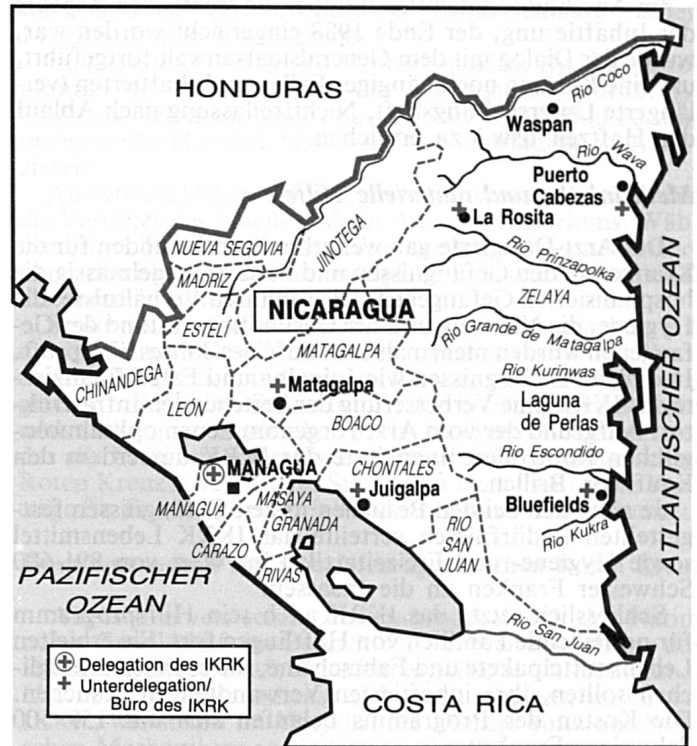 HONDURAS
Rio Coco
Waspan
Rio Wava
Puerto
Cabezas
La Rosita
JINOTEGA
NUEVA SEGOVIA
MADRIZ
Rio Prinzapolka
NICARAGUA
ZELAYA
ESTELI
Rio Grande de Matagalpa
MATAGALPA
CHINANDEGA
Rio Kurinwas
Matagalpa
LEÓN
Laguna
de Perlas
BOACO
Rio Escondido
MANAGUA
CHONTALES
Juigalpa
Bluefields
MANAGUA
MASAYA
GRANADA
RIO
SAN
JUAN
Rio Kukra
CARAZO
RIVAS
PAZIFISCHER
OZEAN
ATLANTISCHER OZEAN
Rio San Juan
Delegation des IKRK
Unterdelegation/
Büro des IKRK
COSTA RICA